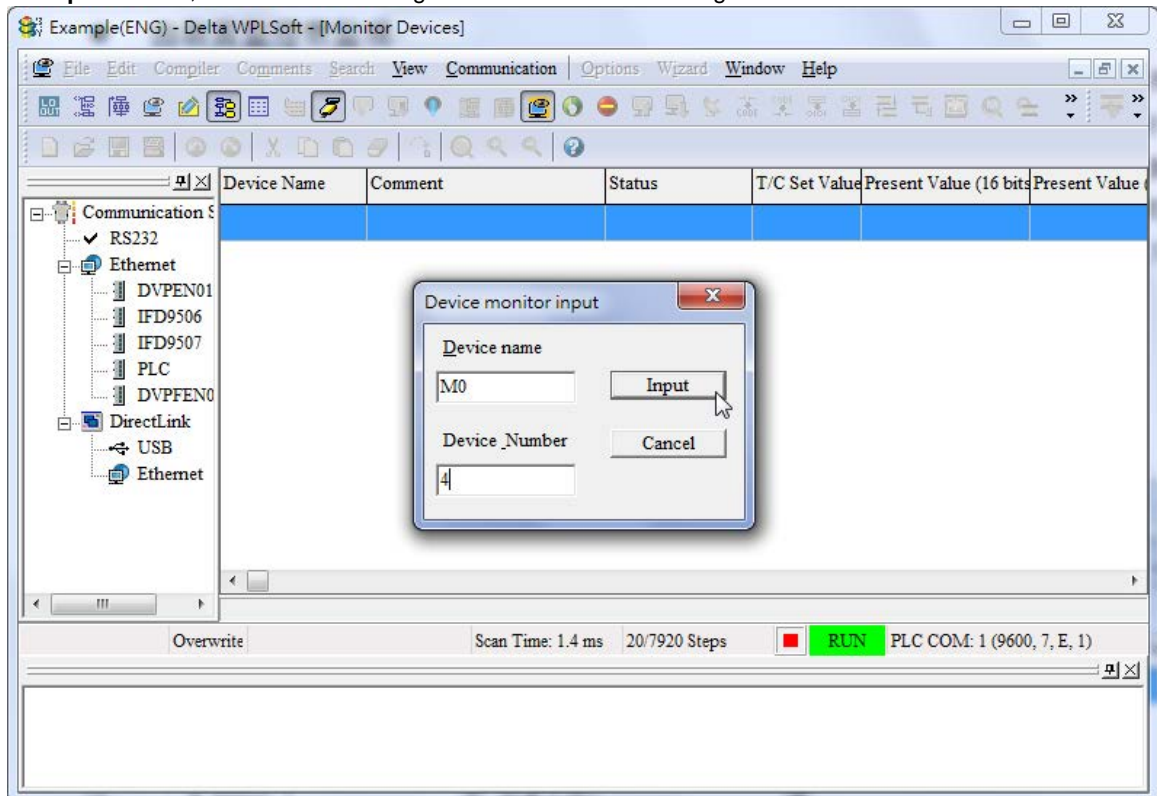 Example(ENG) - Delta WPLSoft - [Monitor Devices]
File Edit Compiler Comments Search View Communication Options Wizard Window Help
Device Name Comment Status T/C Set Value Present Value (16 bits Present Value (
Communication S
RS232
Ethernet
DVPEN01
IFD9506
IFD9507
PLC
DVPFEN0
DirectLink
USB
Ethernet
Device monitor input
Device name
M0 Input
Device_Number Cancel
4
Overwrite Scan Time: 1.4 ms 20/7920 Steps RUN PLC COM: 1 (9600, 7, E, 1)